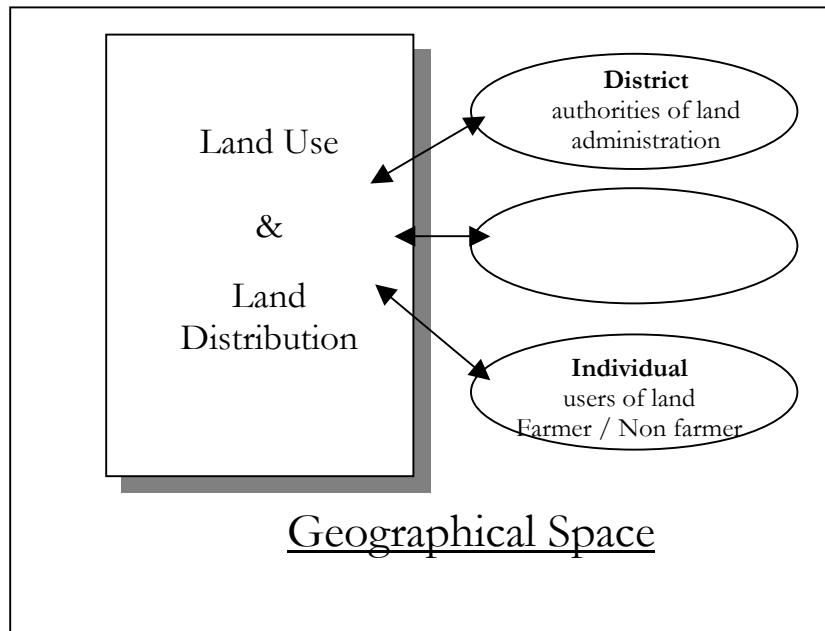 Land Use
&
Land
Distribution
District
authorities of land
administration
Individual
users of land
Farmer / Non farmer
Geographical Space